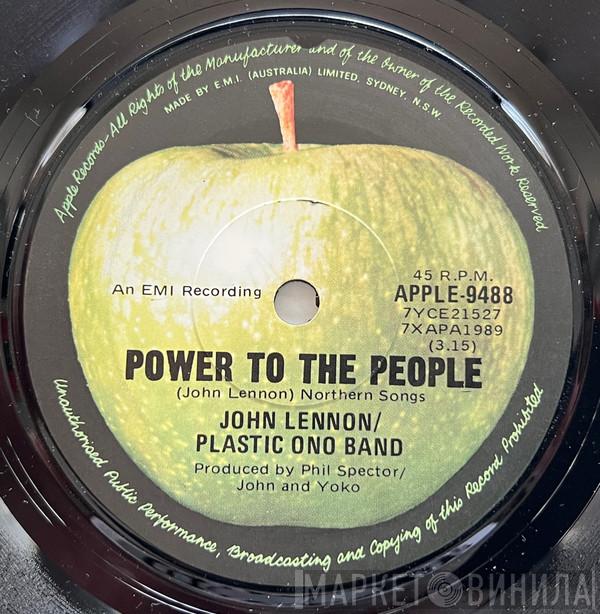 Apple Records-All Rights of the Manufacturer and of the Owner of the Recorded Work Reserved
MADE BY E.M.I. (AUSTRALIA) LIMITED, SYDNEY, N.S.W.
An EMI Recording
45 R.P.M.
APPLE-9488
7YCE21527
7XAPA1989
(3.15)
POWER TO THE PEOPLE
(John Lennon) Northern Songs
JOHN LENNON/
PLASTIC ONO BAND
Produced by Phil Spector/
John and Yoko
Unauthorised Public Performance, Broadcasting and Copying of this Record Prohibited
МАРКЕТ ВИНИЛА